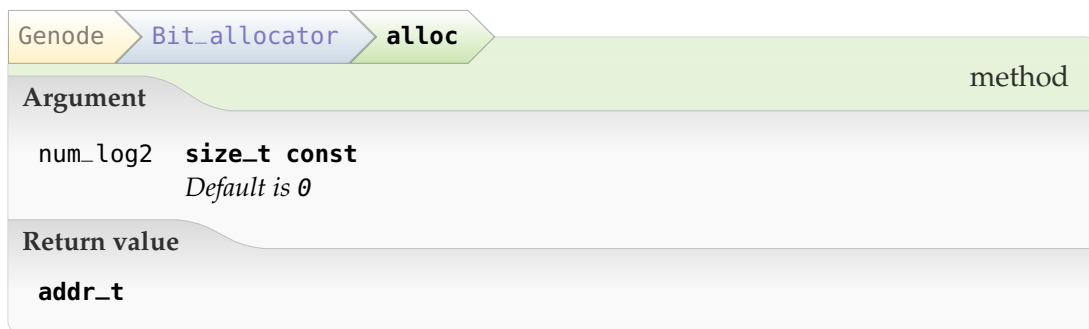 Genode Bit_allocator alloc
method
Argument
num_log2 size_t const
Default is 0
Return value
addr_t